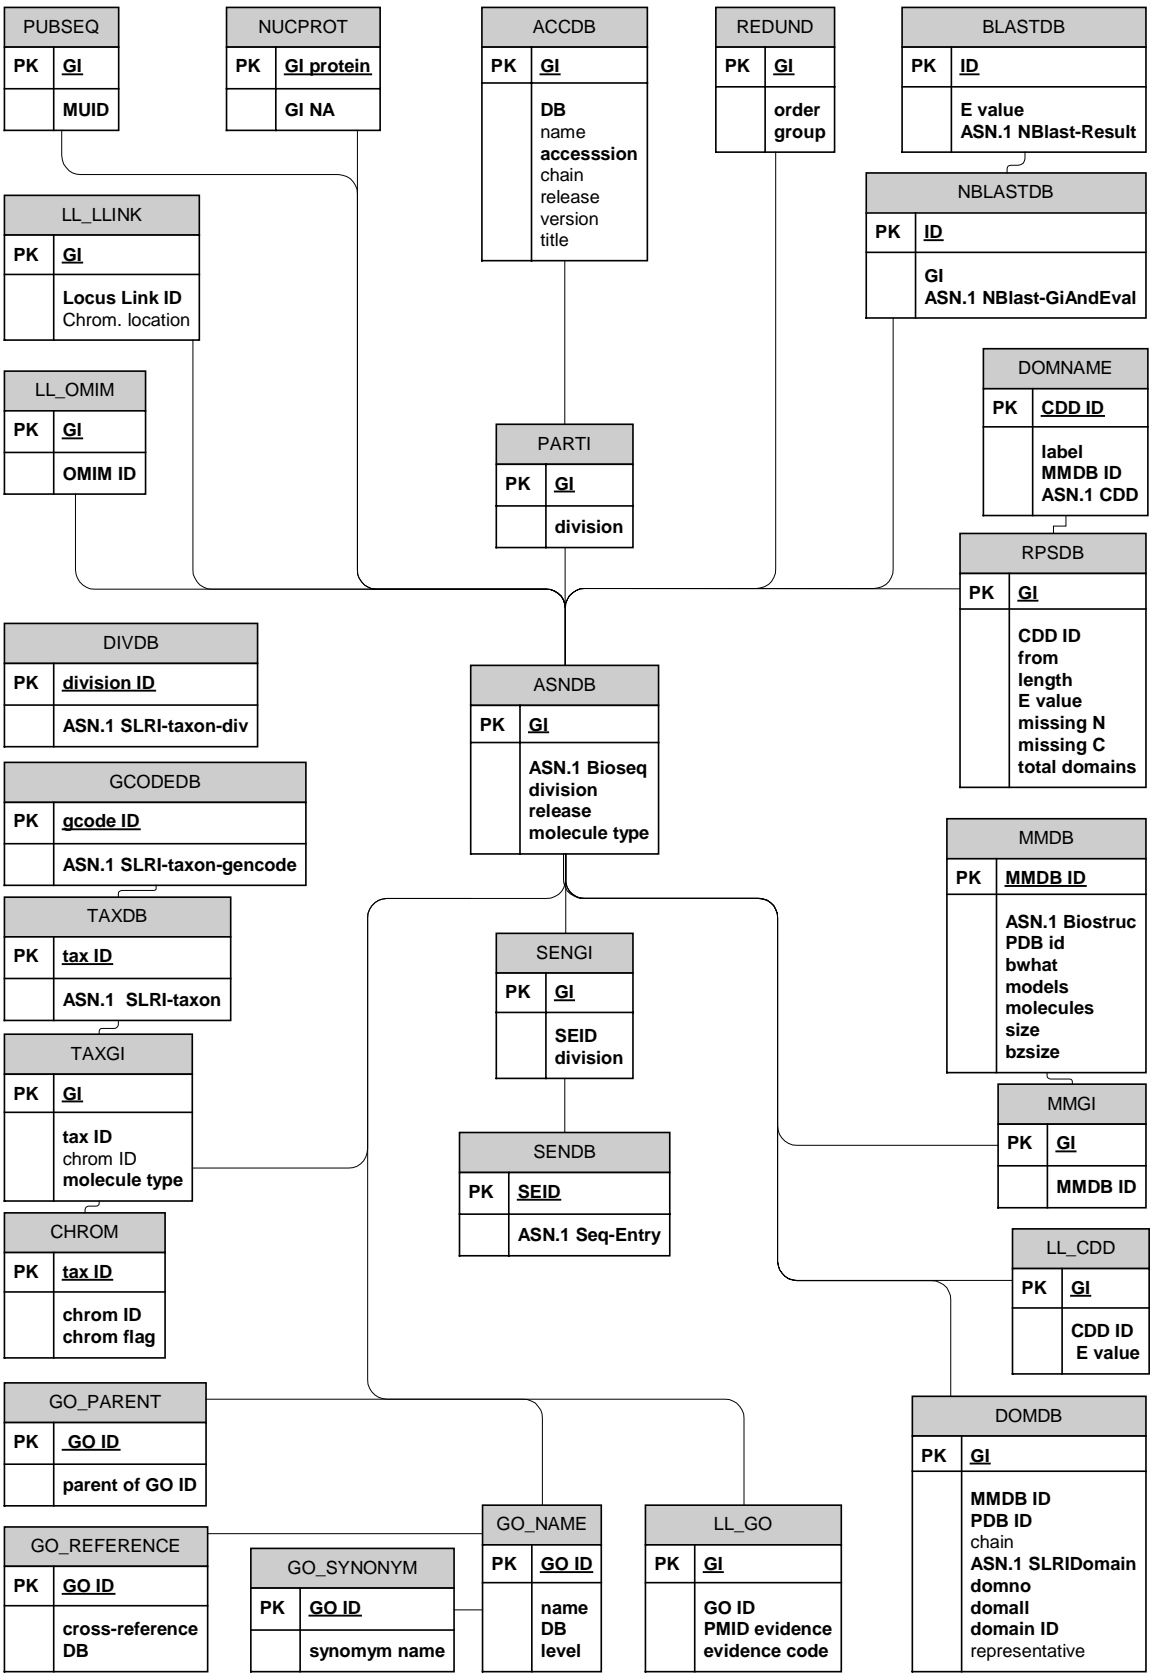 PUBSEQ
PK GI
MUID
NUCPROT
PK GI protein
GI NA
ACCDB
PK GI
DB
name
accesssion
chain
release
version
title
REDUND
PK GI
order
group
BLASTDB
PK ID
E value
ASN.1 NBlast-Result
NBLASTDB
PK ID
GI
ASN.1 NBlast-GiAndEval
LL_LLINK
PK GI
Locus Link ID
Chrom. location
LL_OMIM
PK GI
OMIM ID
PARTI
PK GI
division
DOMNAME
PK CDD ID
label
MMDB ID
ASN.1 CDD
RPSDB
PK GI
CDD ID
from
length
E value
missing N
missing C
total domains
DIVDB
PK division ID
ASN.1 SLRI-taxon-div
ASNDB
PK GI
ASN.1 Bioseq
division
release
molecule type
GCODEDB
PK gcode ID
ASN.1 SLRI-taxon-gencode
TAXDB
PK tax ID
ASN.1 SLRI-taxon
TAXGI
PK GI
tax ID
chrom ID
molecule type
CHROM
PK tax ID
chrom ID
chrom flag
SENGI
PK GI
SEID
division
SENDB
PK SEID
ASN.1 Seq-Entry
MMDB
PK MMDB ID
ASN.1 Biostruc
PDB id
bwhat
models
molecules
size
bzsize
MMGI
PK GI
MMDB ID
LL_CDD
PK GI
CDD ID
E value
GO_PARENT
PK GO ID
parent of GO ID
GO_REFERENCE
PK GO ID
cross-reference
DB
GO_SYNONYM
PK GO ID
synomym name
GO_NAME
PK GO ID
name
DB
level
LL_GO
PK GI
GO ID
PMID evidence
evidence code
DOMDB
PK GI
MMDB ID
PDB ID
chain
ASN.1 SLRIDomain
domno
domall
domain ID
representative